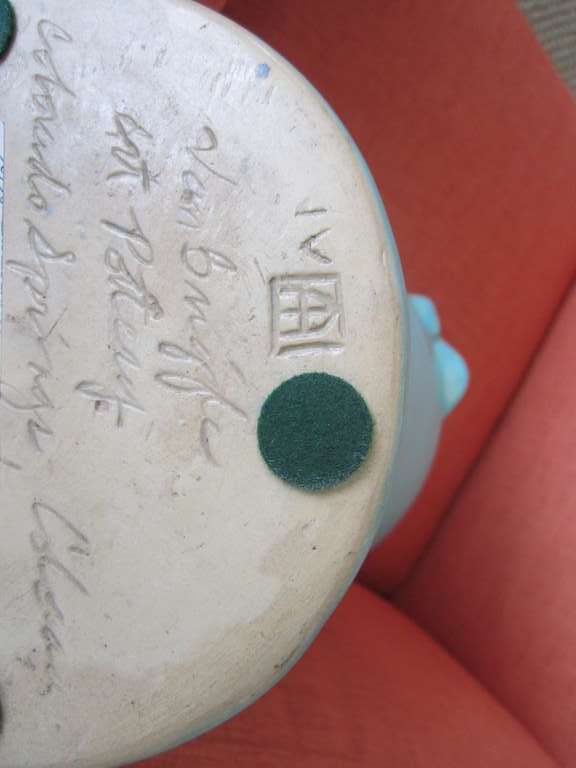 Van Briggle
Art Pottery
Colorado Springs,